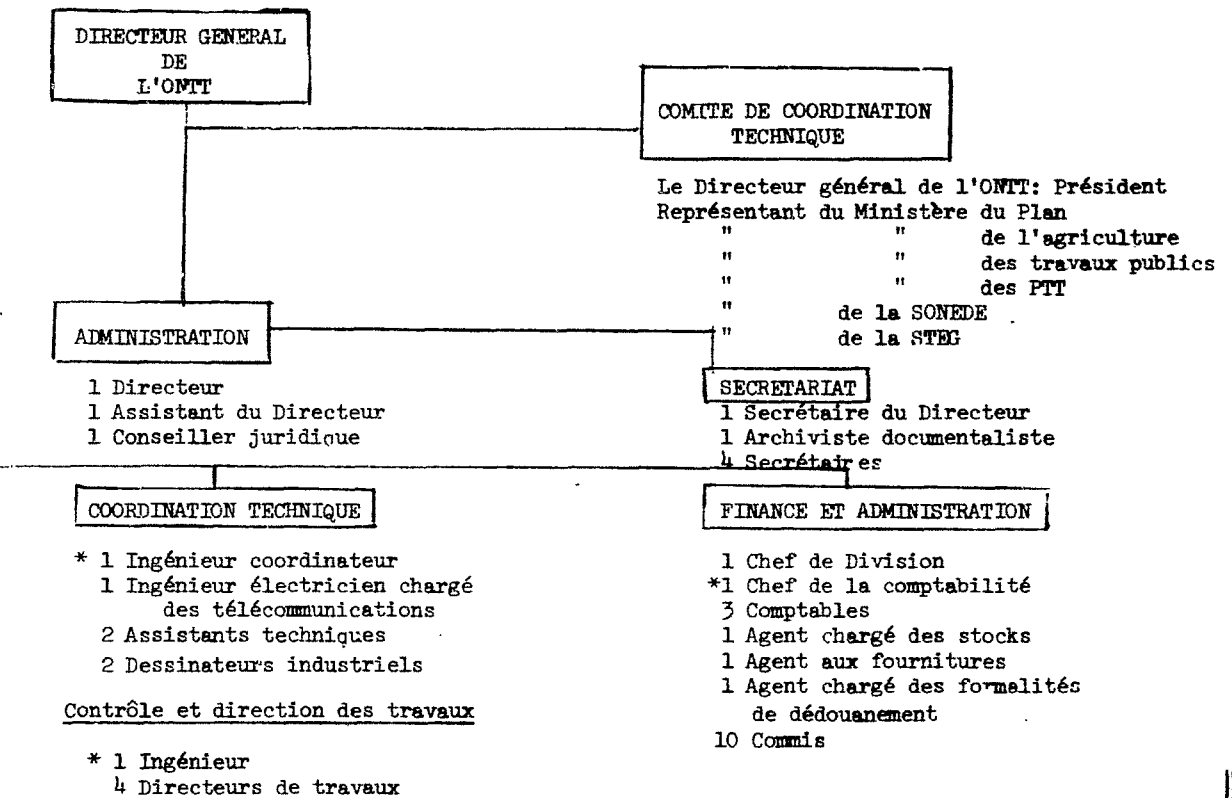 DIRECTEUR GENERAL
DE
L'ONTT
COMITE DE COORDINATION
TECHNIQUE
Le Directeur général de l'ONTT: Président
Représentant du Ministère du Plan
" " de l'agriculture
" " des travaux publics
" " des PTT
" de la SONEDE
" de la STEG
ADMINISTRATION
1 Directeur
1 Assistant du Directeur
1 Conseiller juridique
SECRETARIAT
1 Secrétaire du Directeur
1 Archiviste documentaliste
4 Secrétaires
COORDINATION TECHNIQUE
* 1 Ingénieur coordinateur
1 Ingénieur électricien chargé
des télécommunications
2 Assistants techniques
2 Dessinateurs industriels
Contrôle et direction des travaux
* 1 Ingénieur
4 Directeurs de travaux
FINANCE ET ADMINISTRATION
1 Chef de Division
*1 Chef de la comptabilité
3 Comptables
1 Agent chargé des stocks
1 Agent aux fournitures
1 Agent chargé des formalités
de dédouanement
10 Commis